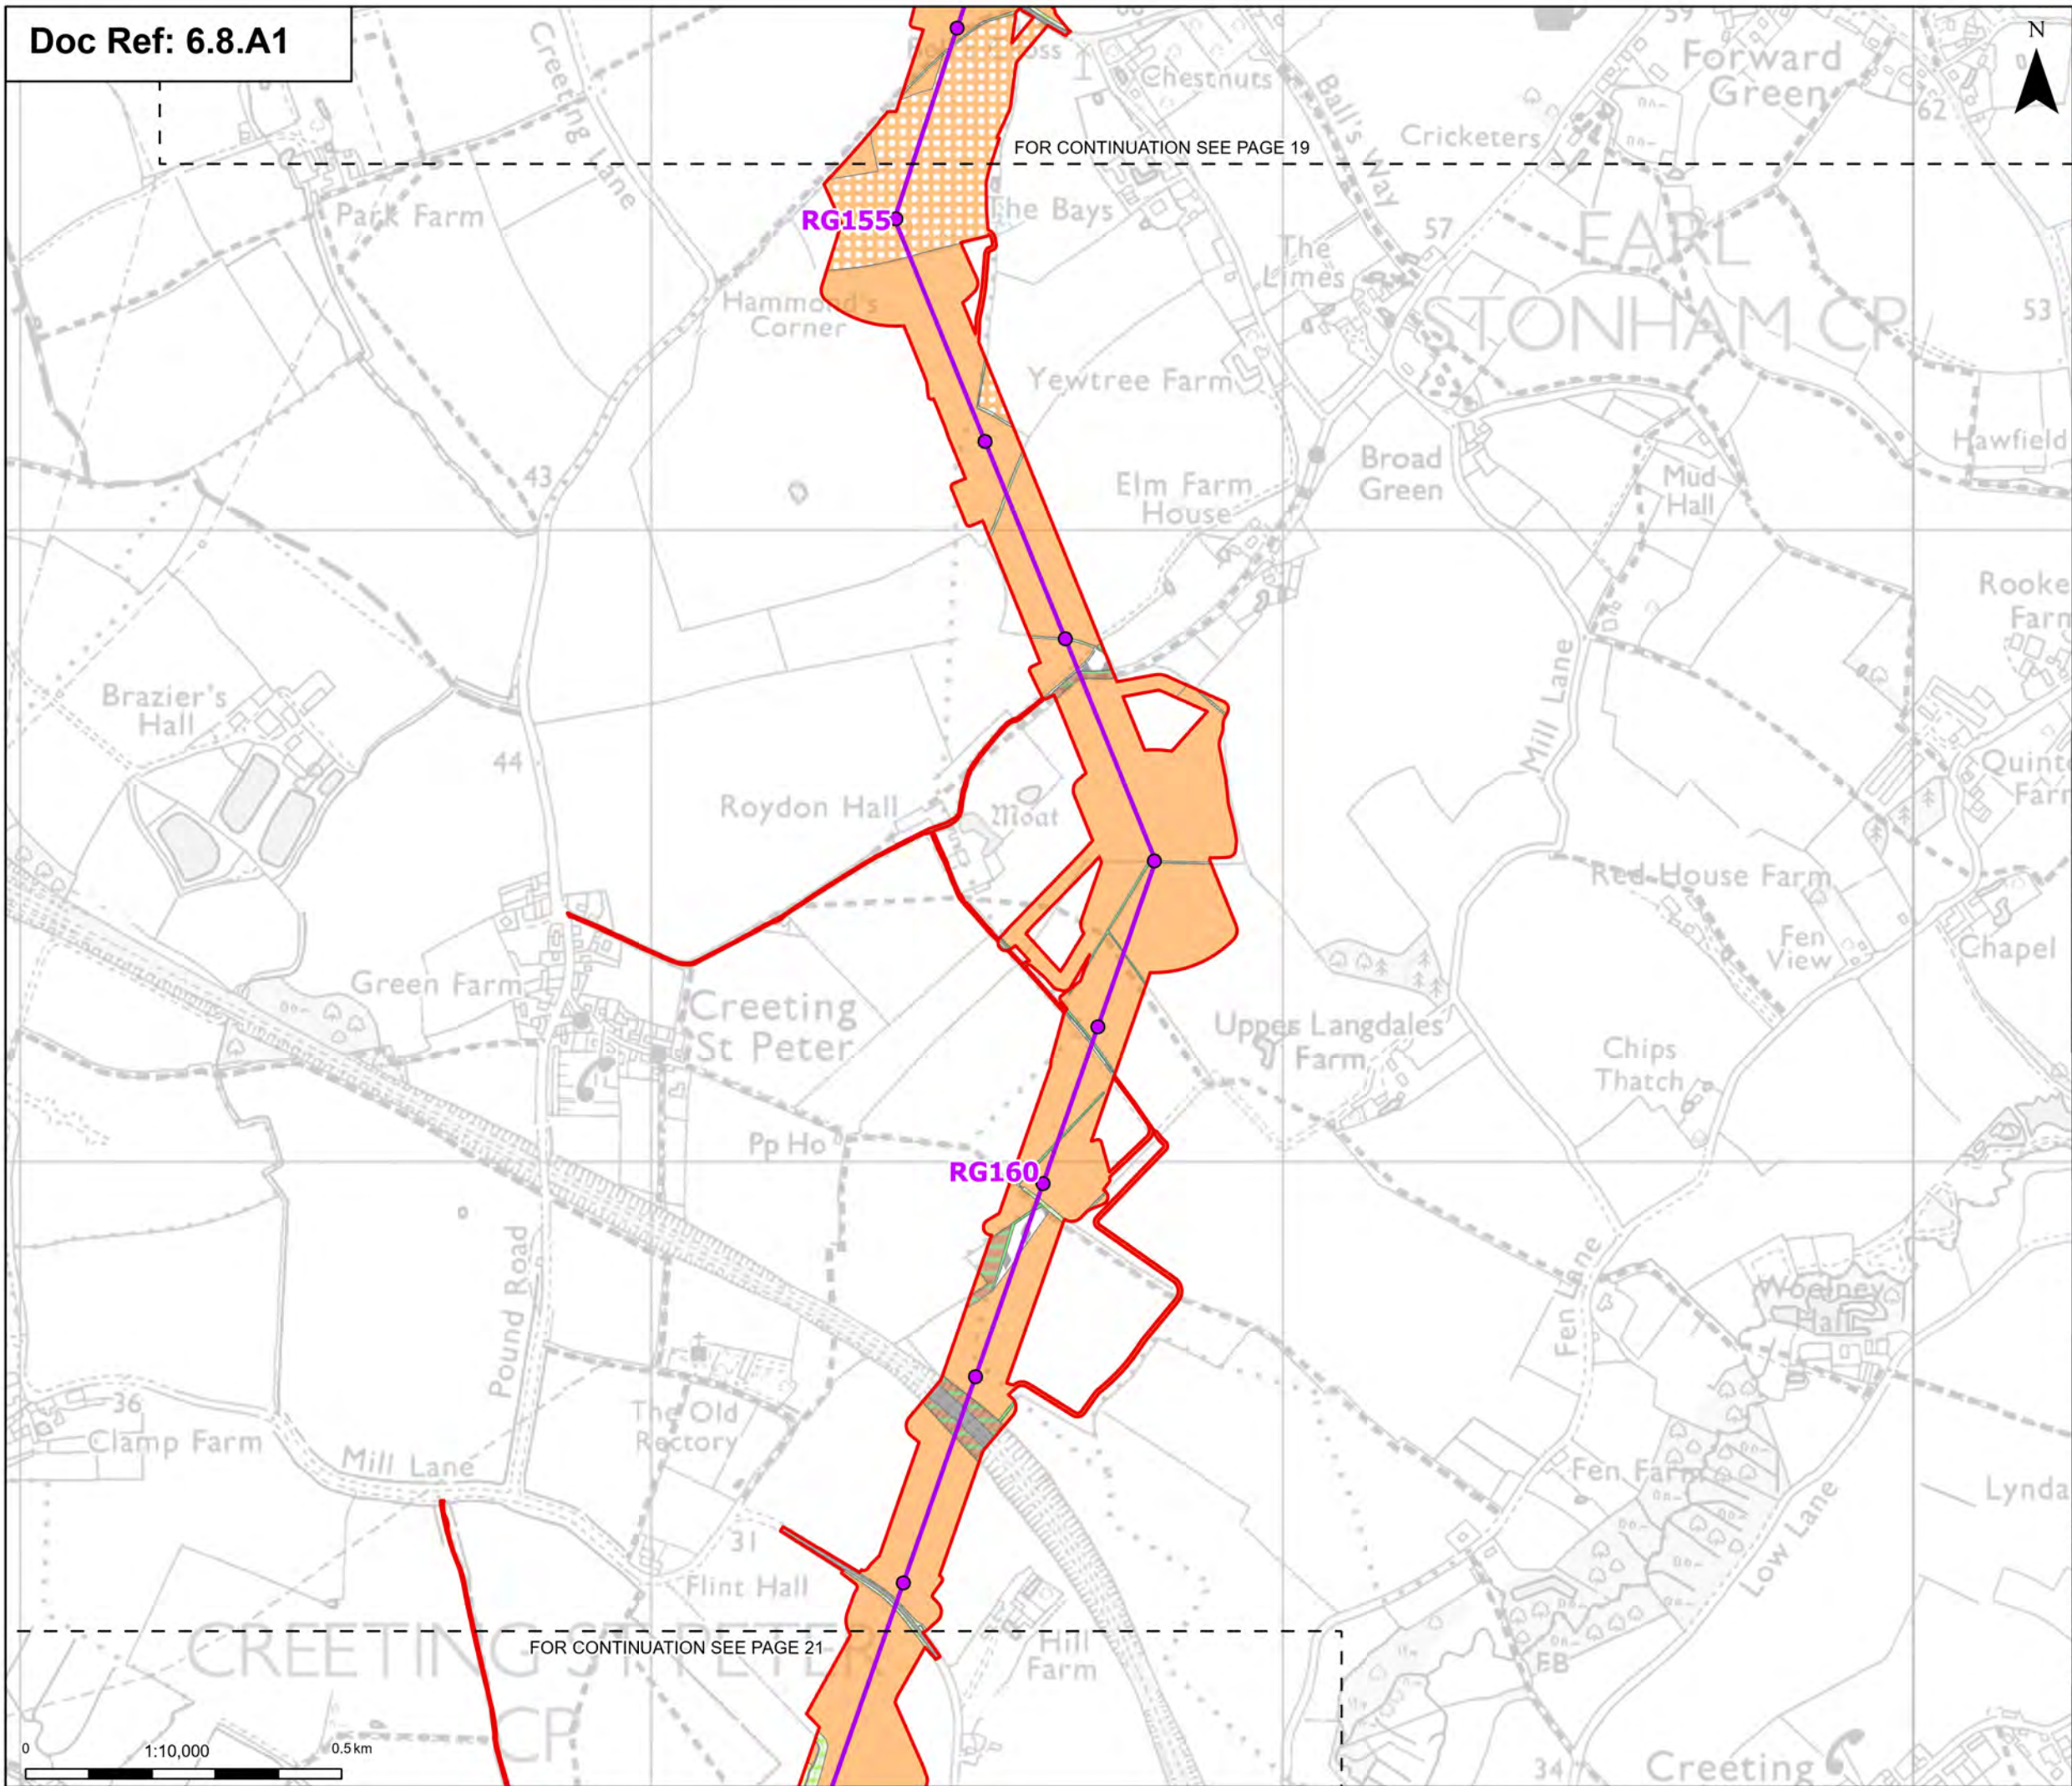 Doc Ref: 6.8.A1
N
59
Forward
Green
62
Chestnuts
Cricketers
Creeting Lane
Ball's Way
FOR CONTINUATION SEE PAGE 19
Park Farm
RG155
The Bays
57
EARL
STONHAM CP
The
Limes
53
Hammond's
Corner
Yewtree Farm
Hawfield
43
Broad
Green
Mud
Hall
Elm Farm
House
Brazier's
Hall
Mill Lane
44
Roydon Hall
Moat
Red House Farm
Fen
View
Chapel
Green Farm
Creeting
St Peter
Upper Langdales
Farm
Chips
Thatch
Pp Ho
RG160
Pound Road
Fen Lane
Woolney
Hall
36
Clamp Farm
Mill Lane
The Old
Rectory
Fen Farm
Low Lane
31
Flint Hall
CREETING ST PETER
CP
FOR CONTINUATION SEE PAGE 21
Hill
Farm
FB
0
1:10,000
0.5 km
34
Creeting